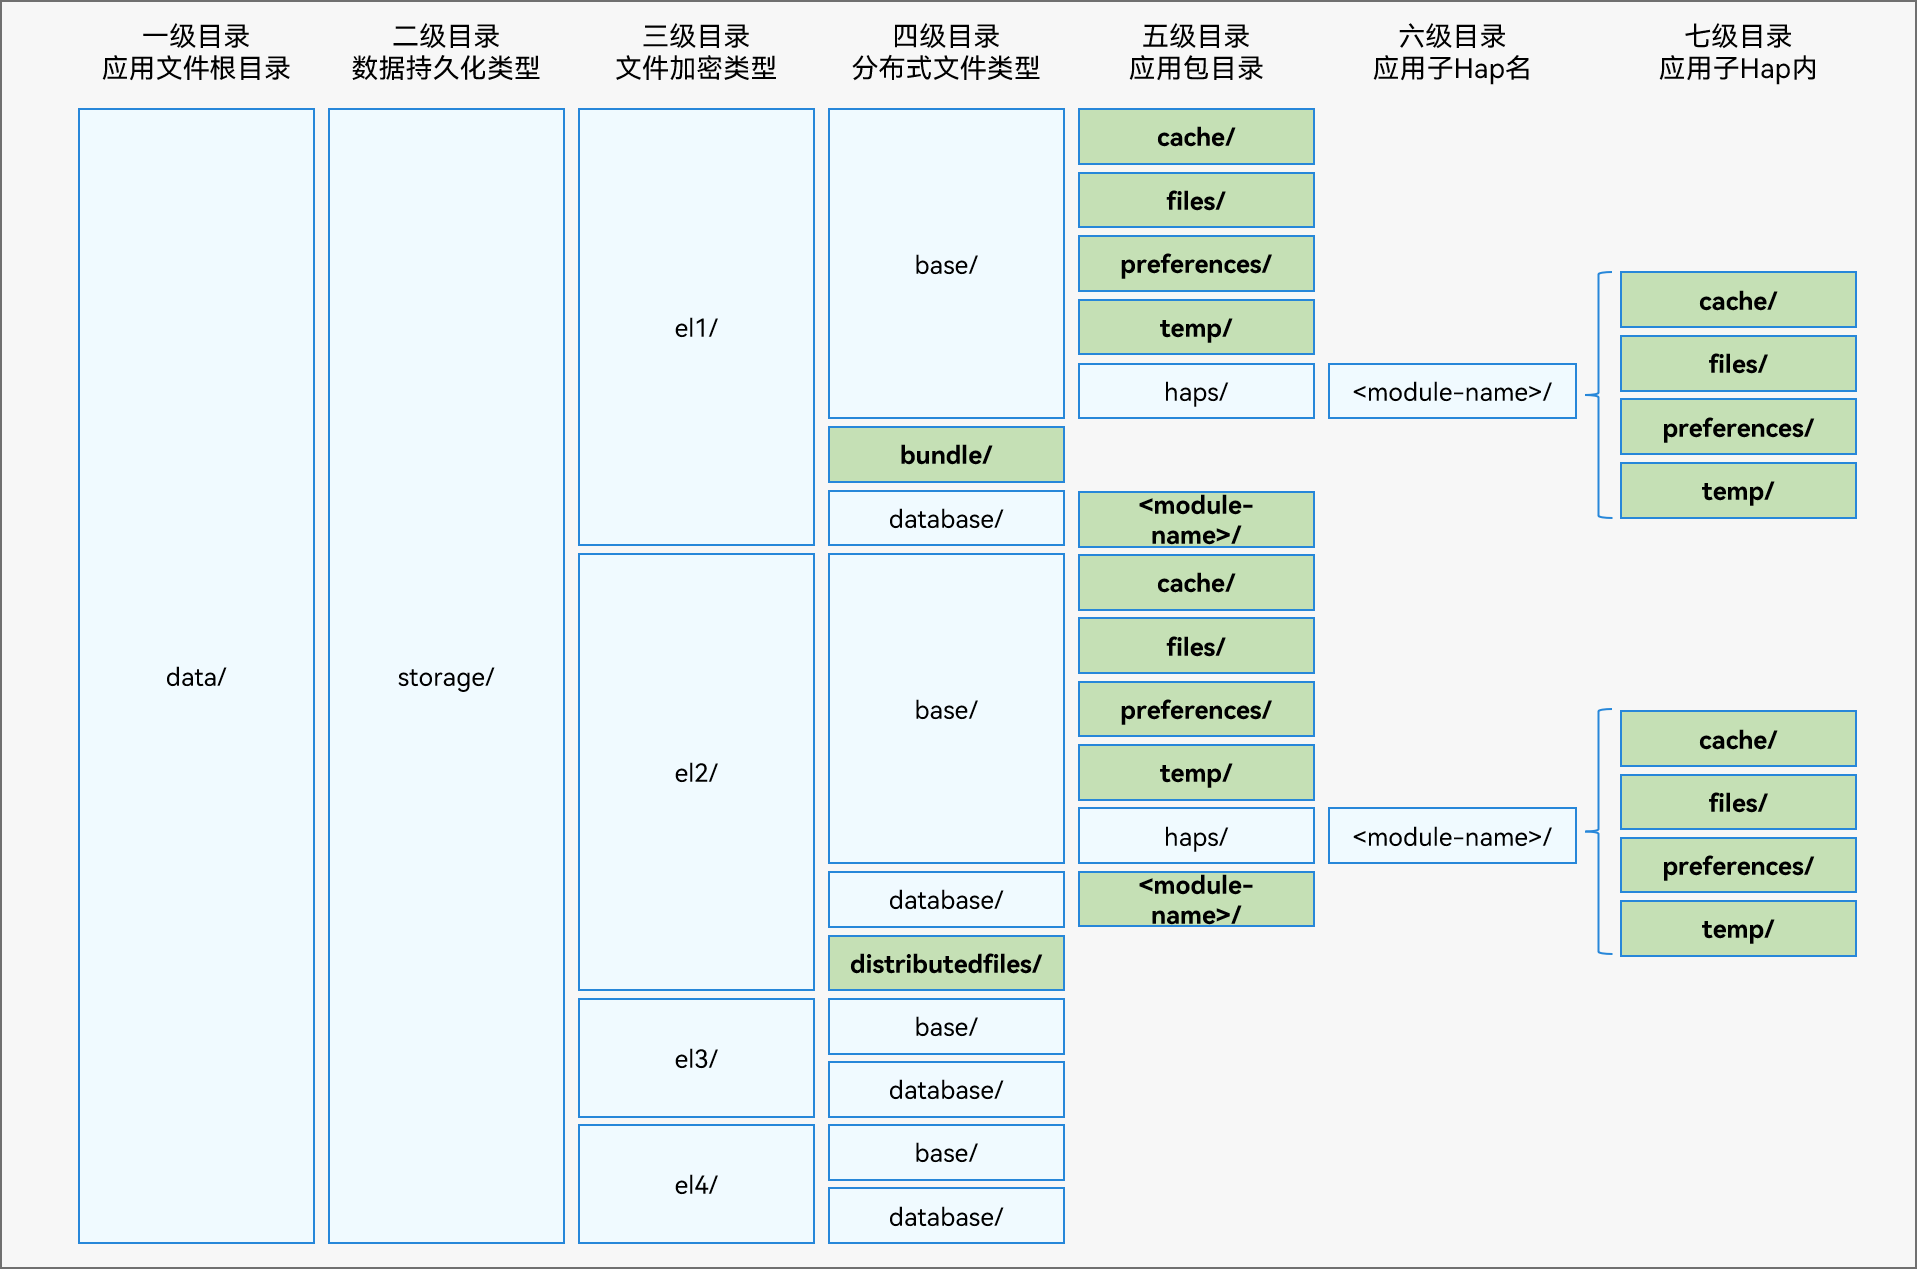 一级目录
应用文件根目录
二级目录
数据持久化类型
三级目录
文件加密类型
四级目录
分布式文件类型
五级目录
应用包目录
六级目录
应用子Hap名
七级目录
应用子Hap内
data/
storage/
el1/
base/
cache/
files/
preferences/
temp/
haps/
<module-name>/
cache/
files/
preferences/
temp/
bundle/
database/
<module-
name>/
el2/
base/
cache/
files/
preferences/
temp/
haps/
<module-name>/
cache/
files/
preferences/
temp/
database/
<module-
name>/
distributedfiles/
el3/
base/
database/
el4/
base/
database/